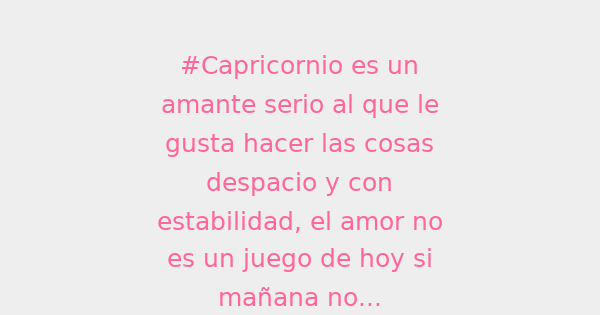 #Capricornio es un
amante serio al que le
gusta hacer las cosas
despacio y con
estabilidad, el amor no
es un juego de hoy si
mañana no...